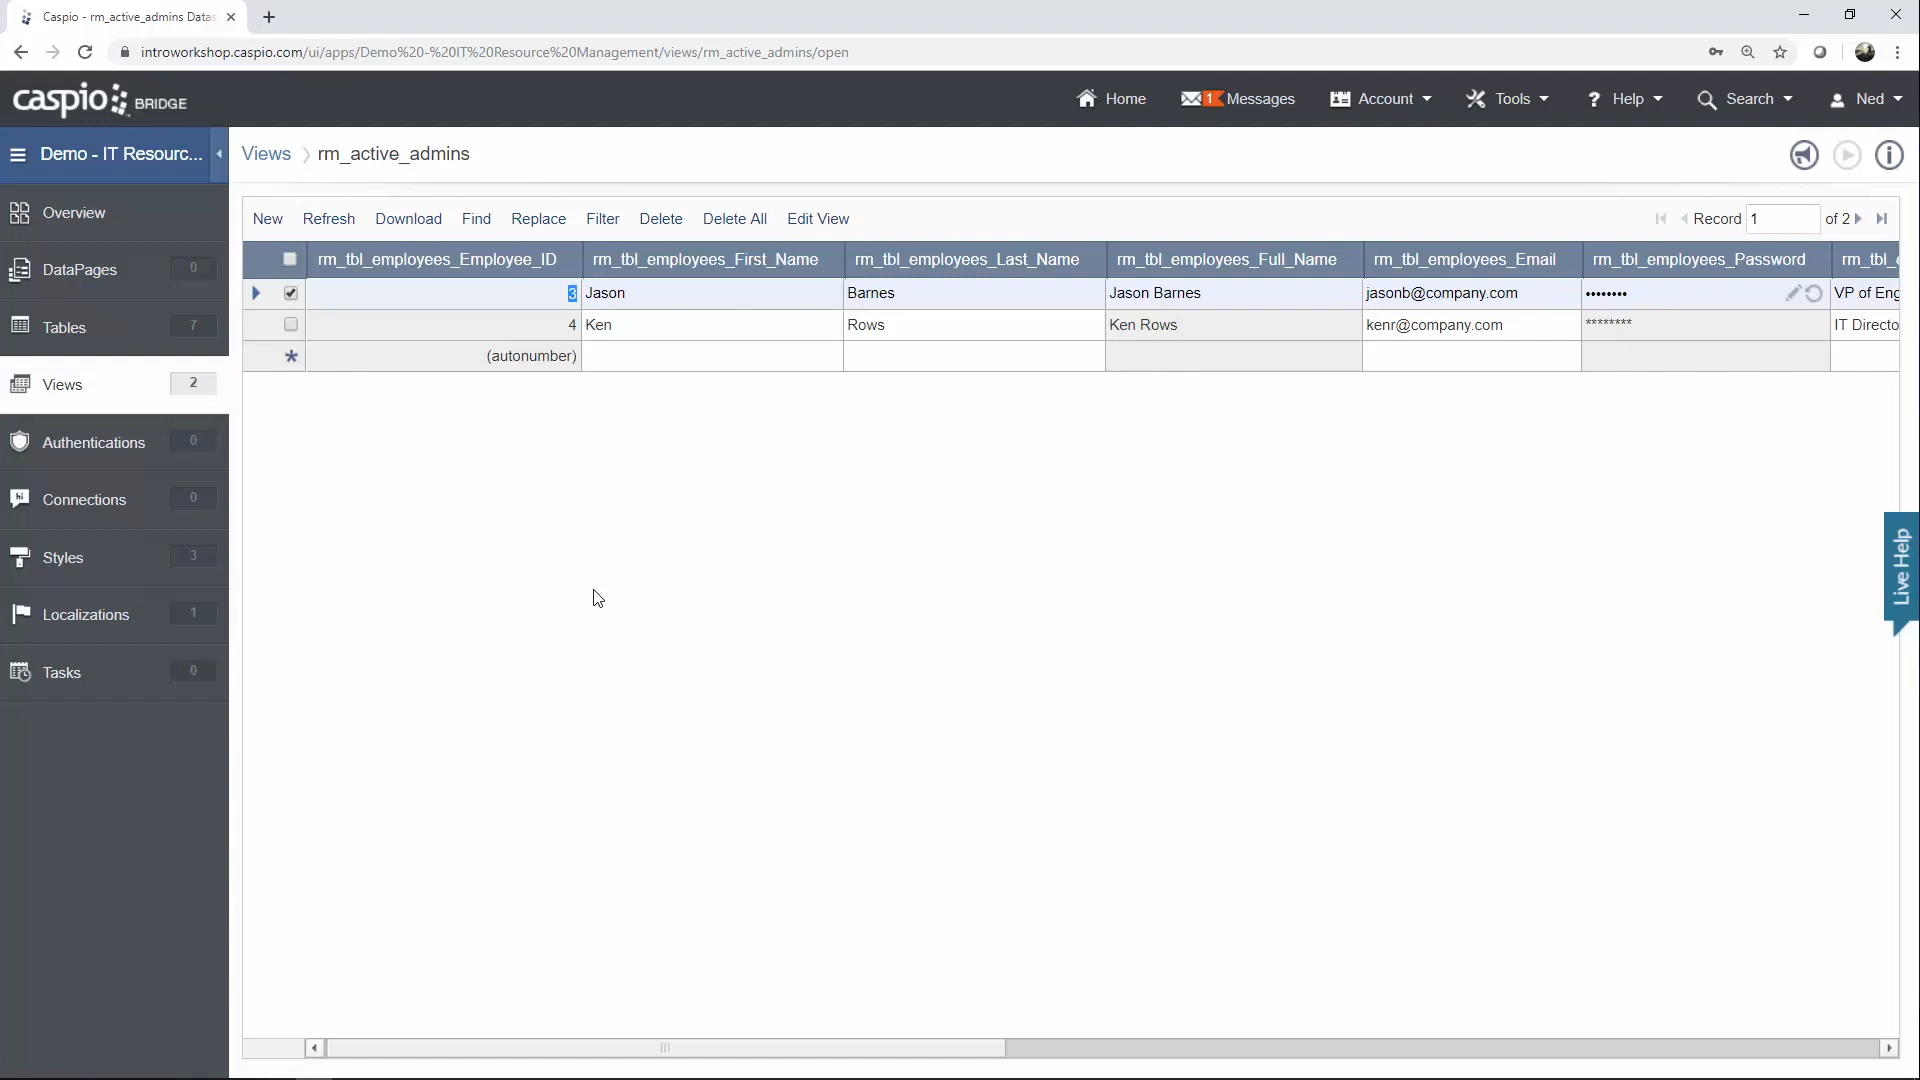 Caspio - rm_active_admins Datas
introworkshop.caspio.com/ui/apps/Demo%20-%20IT%20Resource%20Management/views/rm_active_admins/open
caspio BRIDGE
Home
1 Messages
Account
Tools
? Help
Search
Ned
Demo - IT Resourc...
Views rm_active_admins
Overview
DataPages 0
Tables 7
Views 2
Authentications 0
hi Connections 0
Styles 3
Localizations 1
Tasks 0
New Refresh Download Find Replace Filter Delete Delete All Edit View
Record 1 of 2
rm_tbl_employees_Employee_ID rm_tbl_employees_First_Name rm_tbl_employees_Last_Name rm_tbl_employees_Full_Name rm_tbl_employees_Email rm_tbl_employees_Password rm_tbl_
3 Jason Barnes Jason Barnes jasonb@company.com •••••••• VP of Eng
4 Ken Rows Ken Rows kenr@company.com ******** IT Directo
* (autonumber)
Live Help